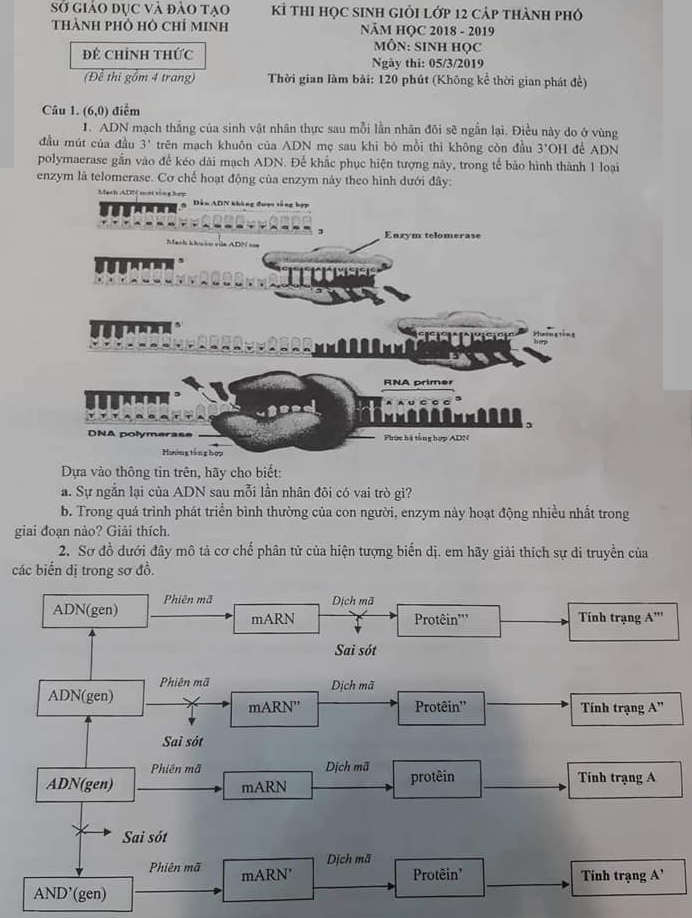 SỞ GIÁO DỤC VÀ ĐÀO TẠO
THÀNH PHỐ HỒ CHÍ MINH
ĐỀ CHÍNH THỨC
(Đề thi gồm 4 trang)
KÌ THI HỌC SINH GIỎI LỚP 12 CẤP THÀNH PHỐ
NĂM HỌC 2018 - 2019
MÔN: SINH HỌC
Ngày thi: 05/3/2019
Thời gian làm bài: 120 phút (Không kể thời gian phát đề)
Câu 1. (6,0) điểm
1. ADN mạch thẳng của sinh vật nhân thực sau mỗi lần nhân đôi sẽ ngắn lại. Điều này do ở vùng
đầu mút của đầu 3' trên mạch khuôn của ADN mẹ sau khi bỏ mồi thì không còn đầu 3'OH để ADN
polymaerase gắn vào để kéo dài mạch ADN. Để khắc phục hiện tượng này, trong tế bào hình thành 1 loại
enzym là telomerase. Cơ chế hoạt động của enzym này theo hình dưới đây:
Mạch ADN mới tổng hợp
Đầu ADN không được tổng hợp
Mạch khuôn của ADN mẹ
Enzym telomerase
Hướng tổng
hợp
RNA primer
A A U C C C
DNA polymerase
Phức hệ tổng hợp ADN
Hướng tổng hợp
Dựa vào thông tin trên, hãy cho biết:
a. Sự ngắn lại của ADN sau mỗi lần nhân đôi có vai trò gì?
b. Trong quá trình phát triển bình thường của con người, enzym này hoạt động nhiều nhất trong
giai đoạn nào? Giải thích.
2. Sơ đồ dưới đây mô tả cơ chế phân tử của hiện tượng biến dị. em hãy giải thích sự di truyền của
các biến dị trong sơ đồ.
ADN(gen) Phiên mã mARN Dịch mã Protêin''' Tính trạng A'''
Sai sót
ADN(gen) Phiên mã mARN'' Dịch mã Protêin'' Tính trạng A''
Sai sót
ADN(gen) Phiên mã mARN Dịch mã protêin Tính trạng A
Sai sót
AND'(gen) Phiên mã mARN' Dịch mã Protêin' Tính trạng A'